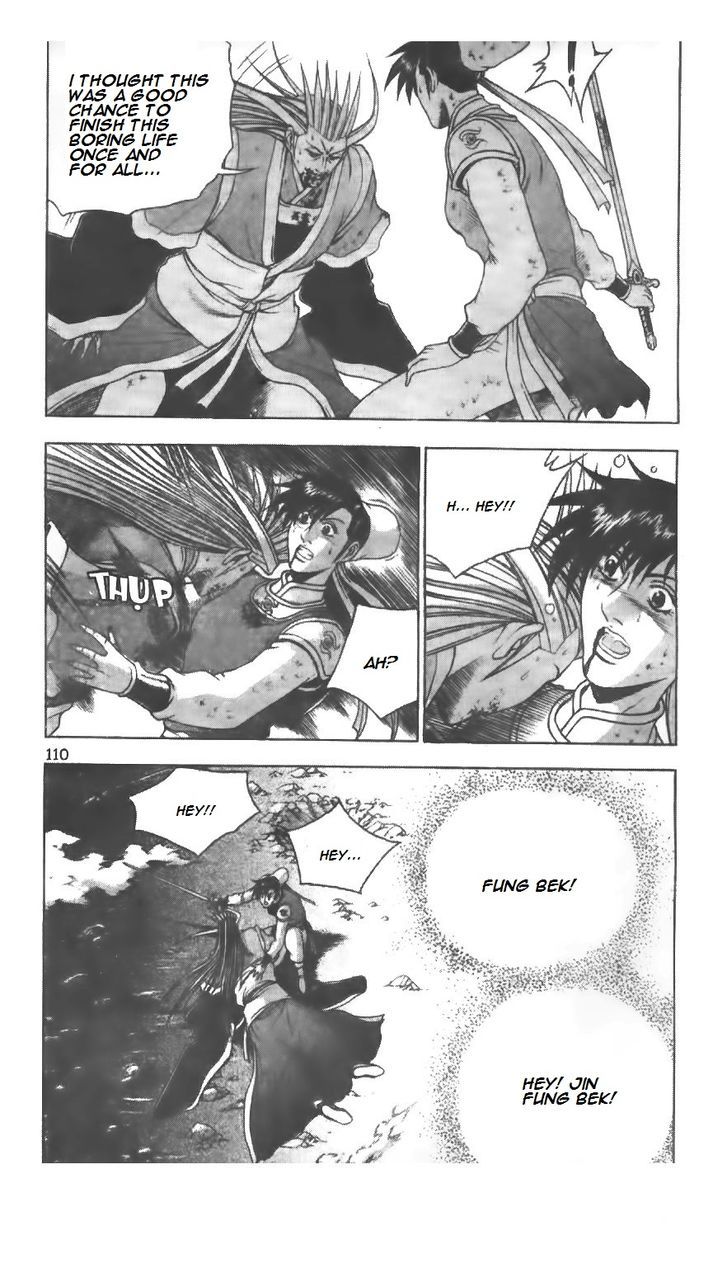 I THOUGHT THIS
WAS A GOOD
CHANCE TO
FINISH THIS
BORING LIFE
ONCE AND
FOR ALL...
!
THỤP
AH?
H... HEY!!
110
HEY!!
HEY...
FUNG BEK!
HEY! JIN
FUNG BEK!